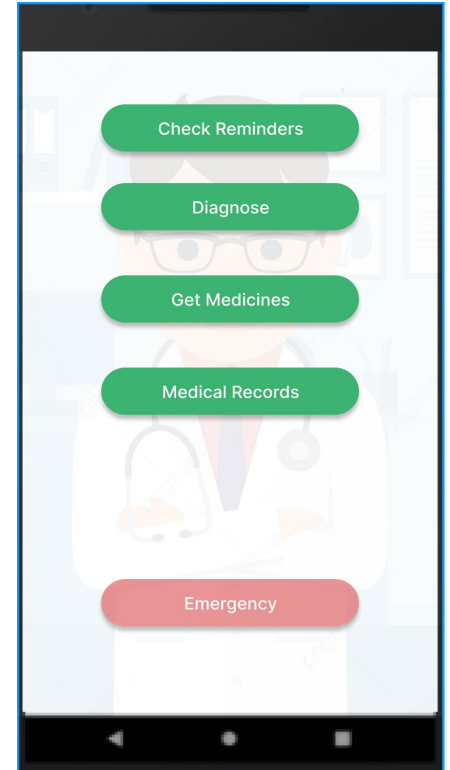 Check Reminders
Diagnose
Get Medicines
Medical Records
Emergency